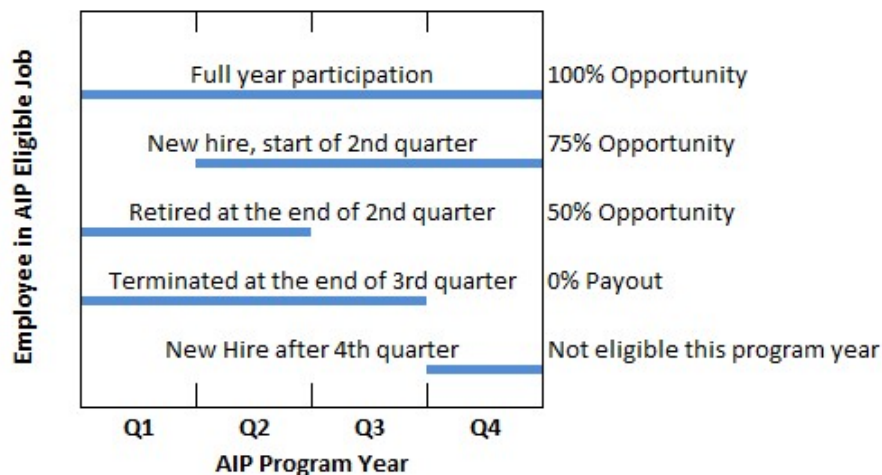 Employee in AIP Eligible Job
Full year participation 100% Opportunity
New hire, start of 2nd quarter 75% Opportunity
Retired at the end of 2nd quarter 50% Opportunity
Terminated at the end of 3rd quarter 0% Payout
New Hire after 4th quarter Not eligible this program year
Q1 Q2 Q3 Q4
AIP Program Year